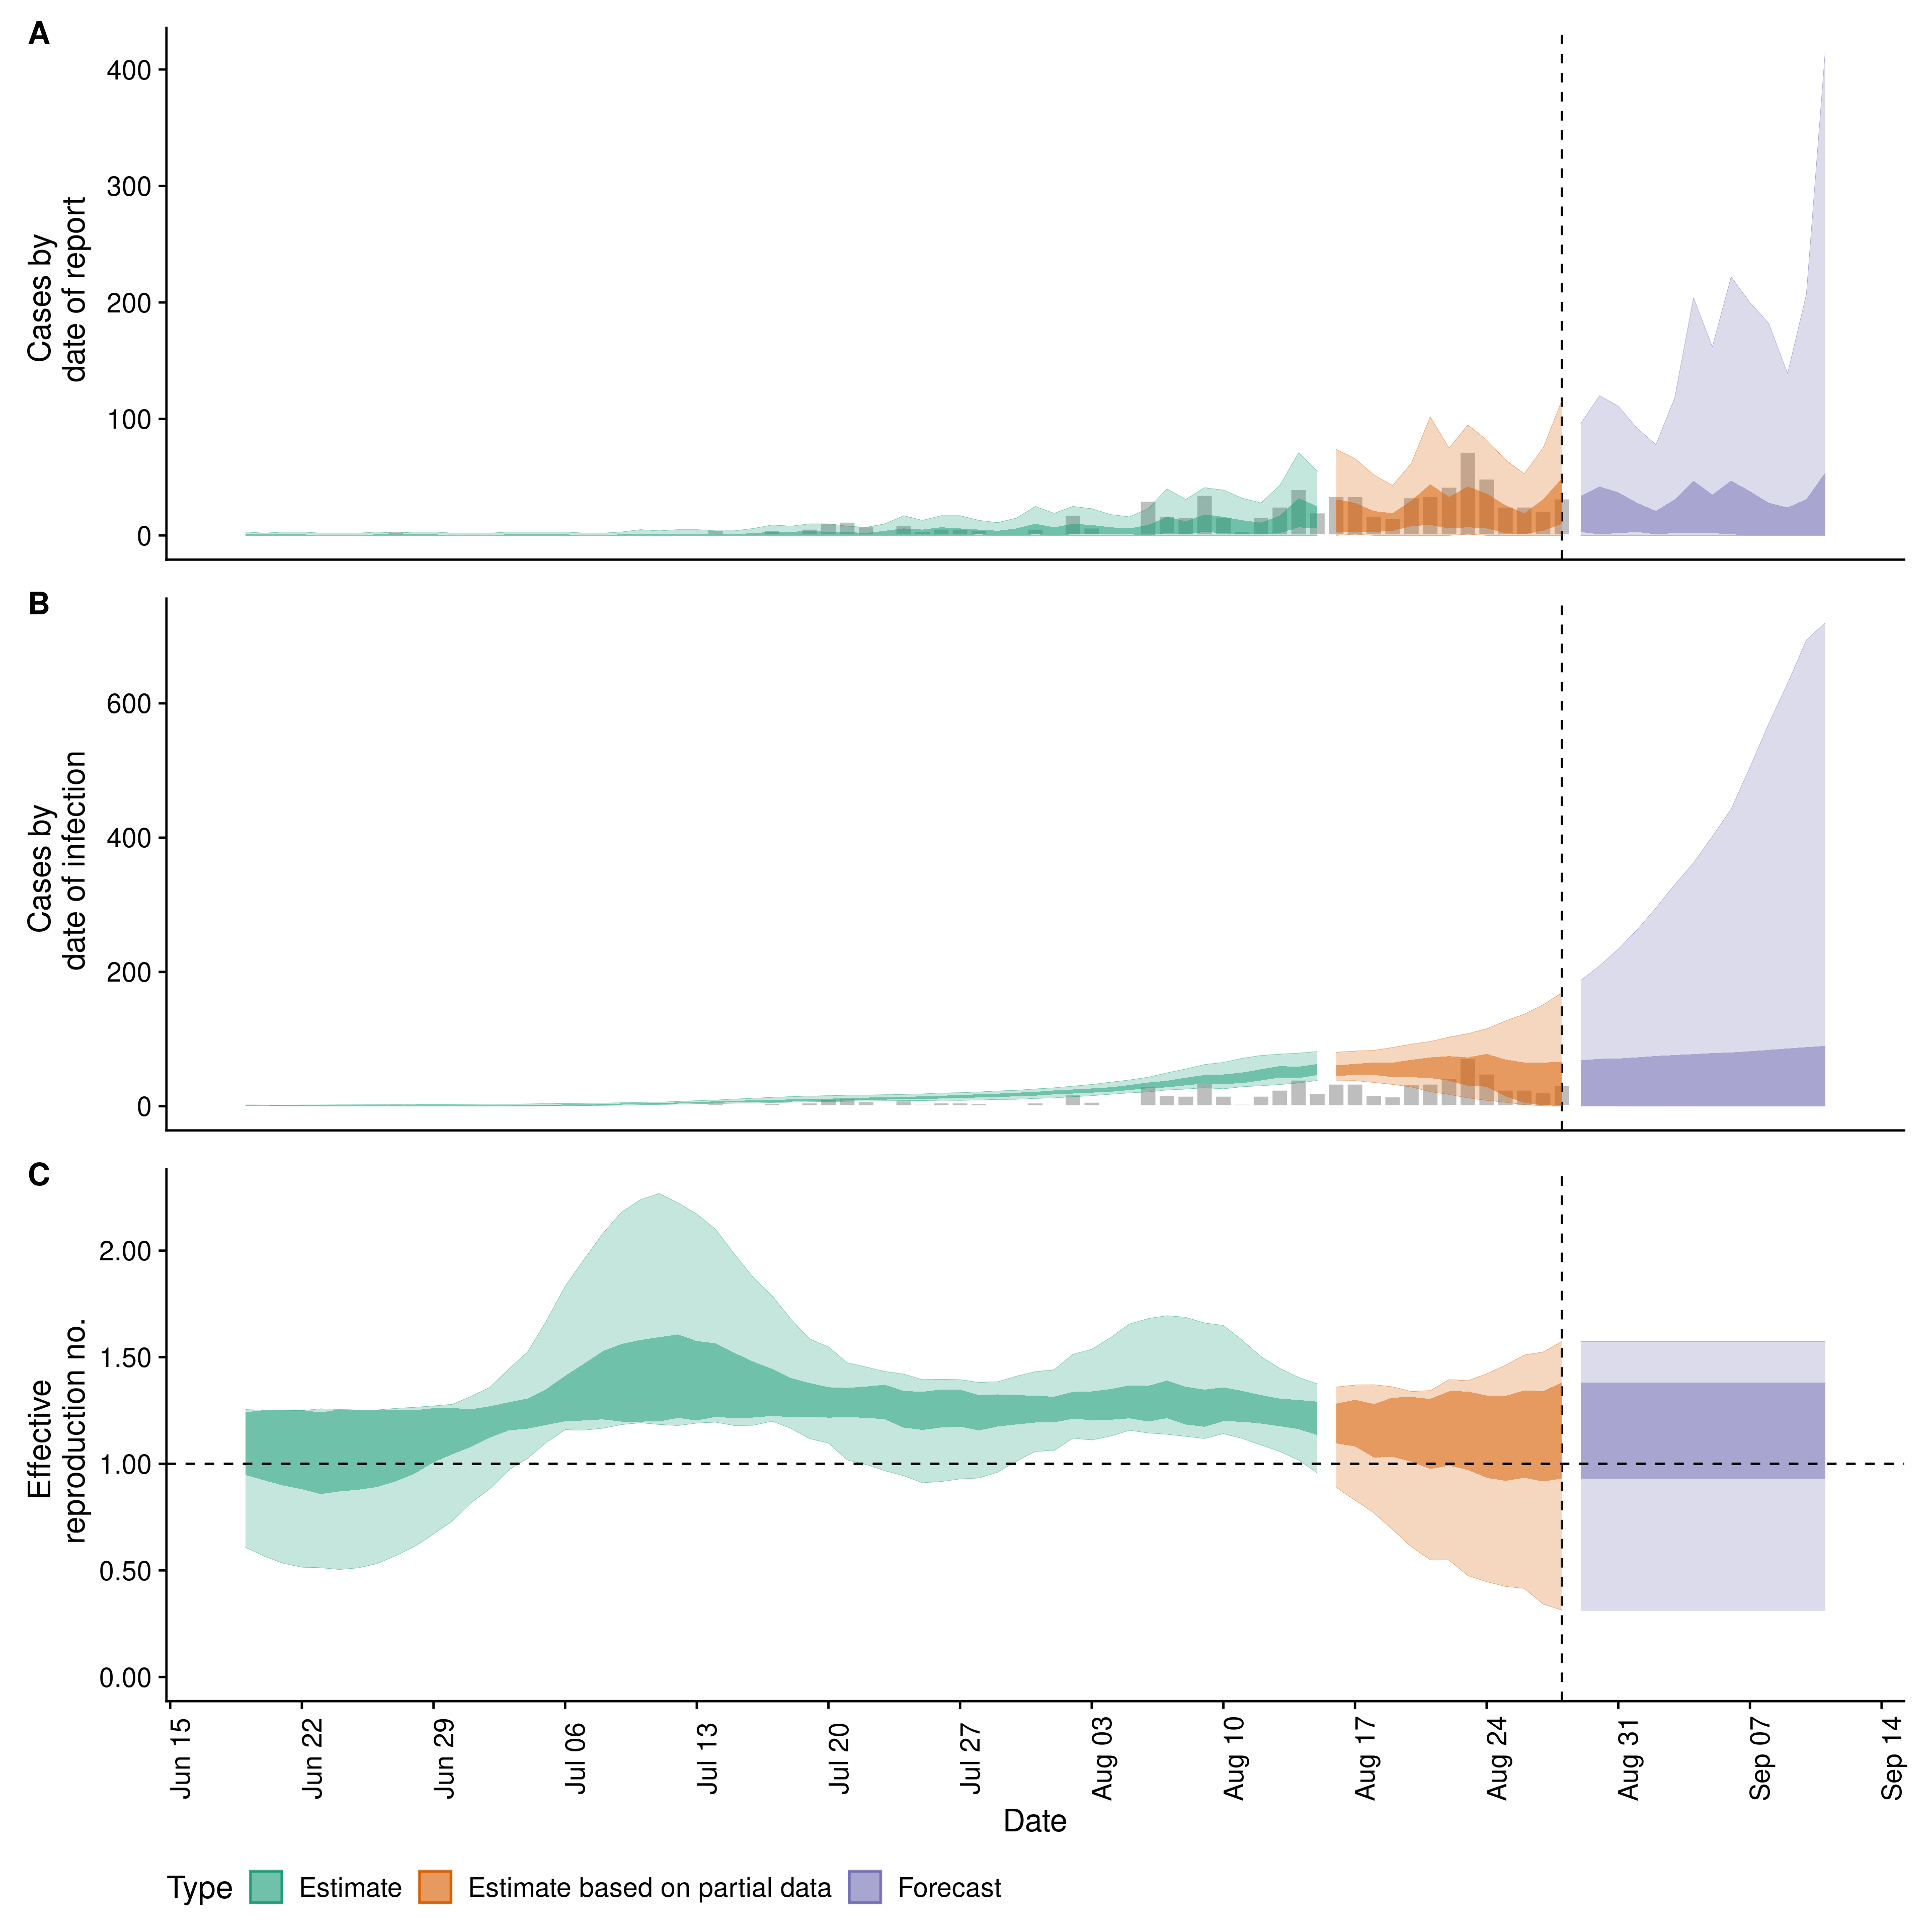 A
Cases by
date of report
400
300
200
100
0
B
Cases by
date of infection
600
400
200
0
C
Effective
reproduction no.
2.00
1.50
1.00
0.50
0.00
Jun 15
Jun 22
Jun 29
Jul 06
Jul 13
Jul 20
Jul 27
Aug 03
Aug 10
Aug 17
Aug 24
Aug 31
Sep 07
Sep 14
Date
Type Estimate Estimate based on partial data Forecast